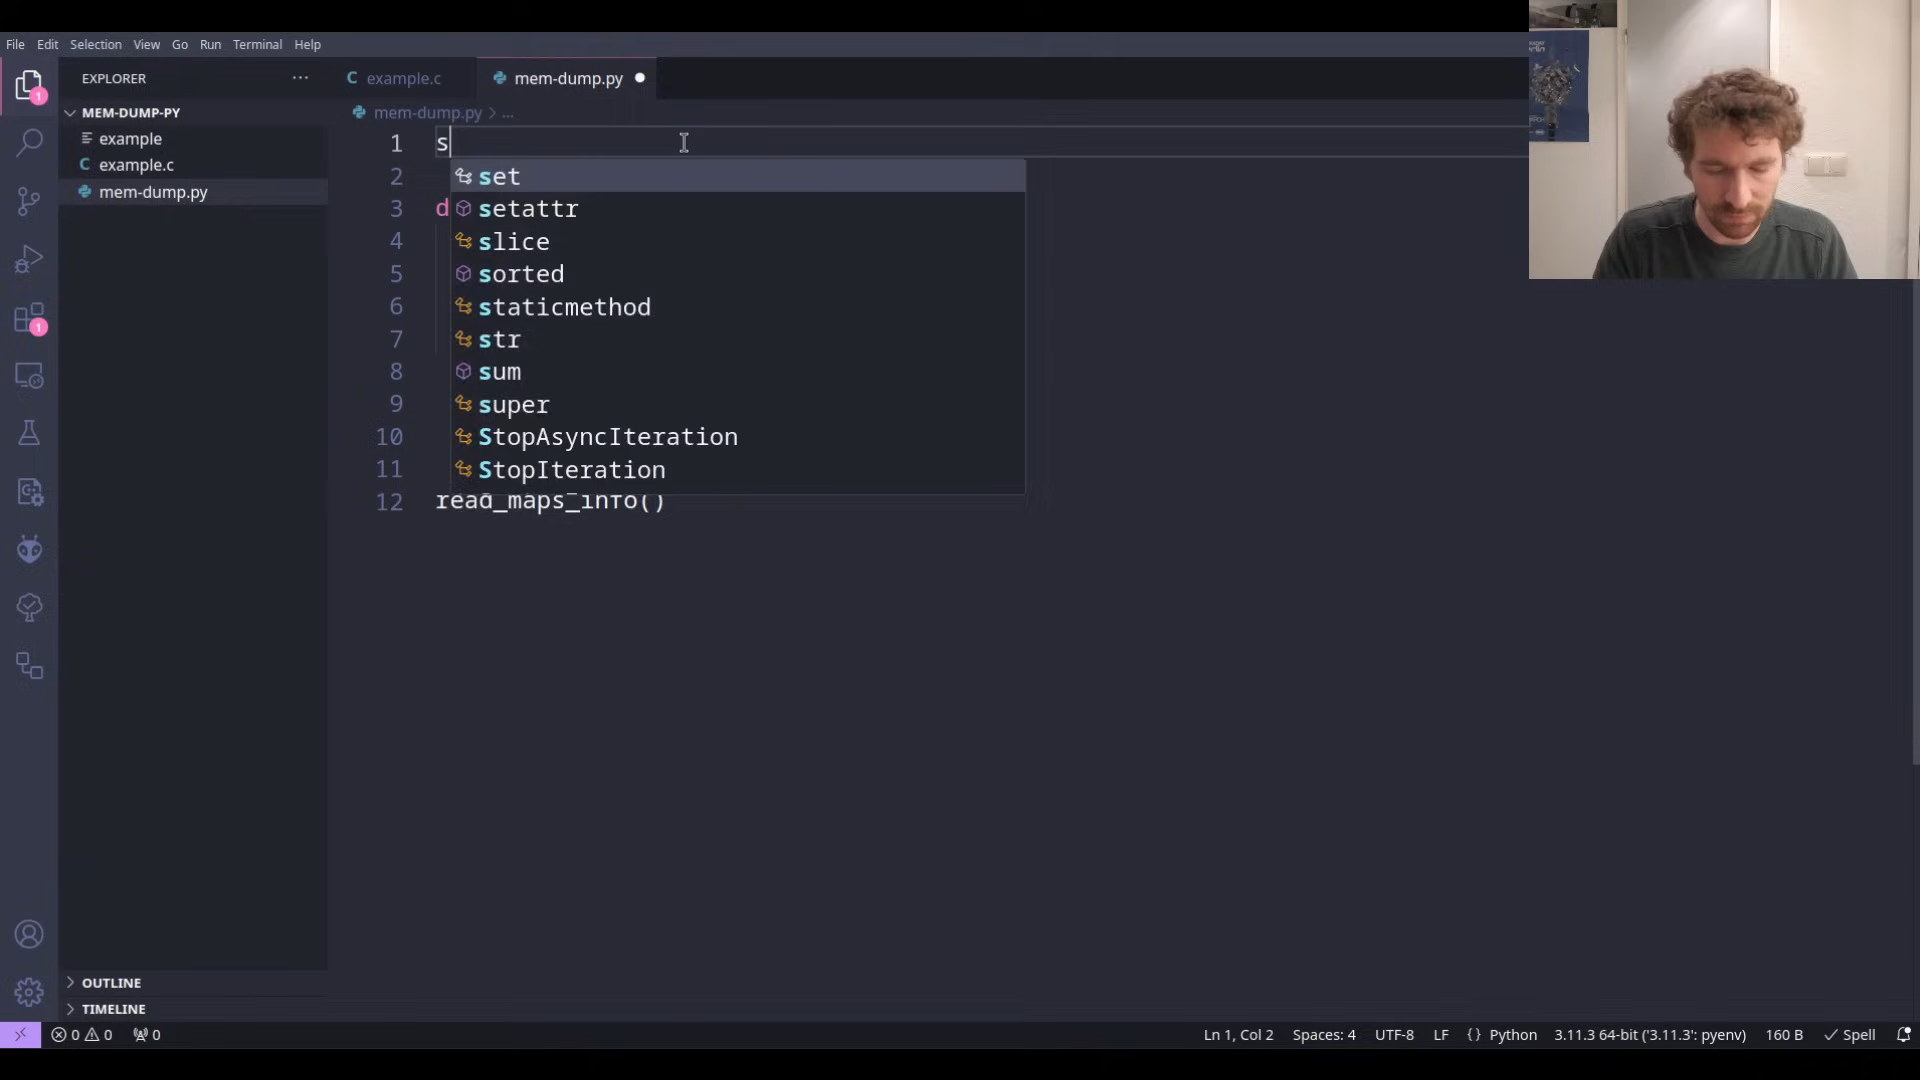 File Edit Selection View Go Run Terminal Help
EXPLORER
example.c
mem-dump.py
MEM-DUMP-PY
example
example.c
mem-dump.py
mem-dump.py > ...
1 s
2
3 d
4
5
6
7
8
9
10
11
12 read_maps_info()
set
setattr
slice
sorted
staticmethod
str
sum
super
StopAsyncIteration
StopIteration
1
1
OUTLINE
TIMELINE
0 0 0
Ln 1, Col 2 Spaces: 4 UTF-8 LF {} Python 3.11.3 64-bit ('3.11.3': pyenv) 160 B Spell